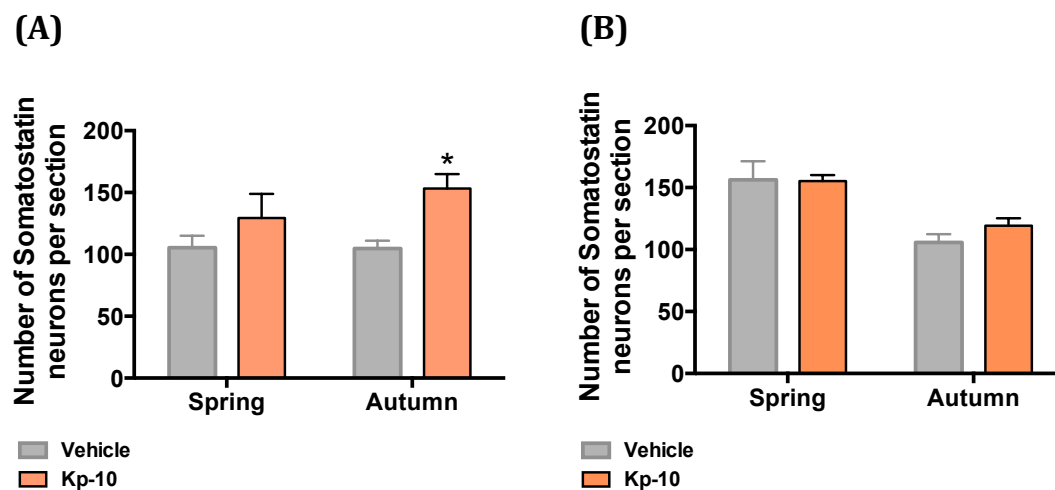 (A)
Number of Somatostatin
neurons per section
200
150
100
50
0
*
Spring
Autumn
Vehicle
Kp-10
(B)
Number of Somatostatin
neurons per section
200
150
100
50
0
Spring
Autumn
Vehicle
Kp-10